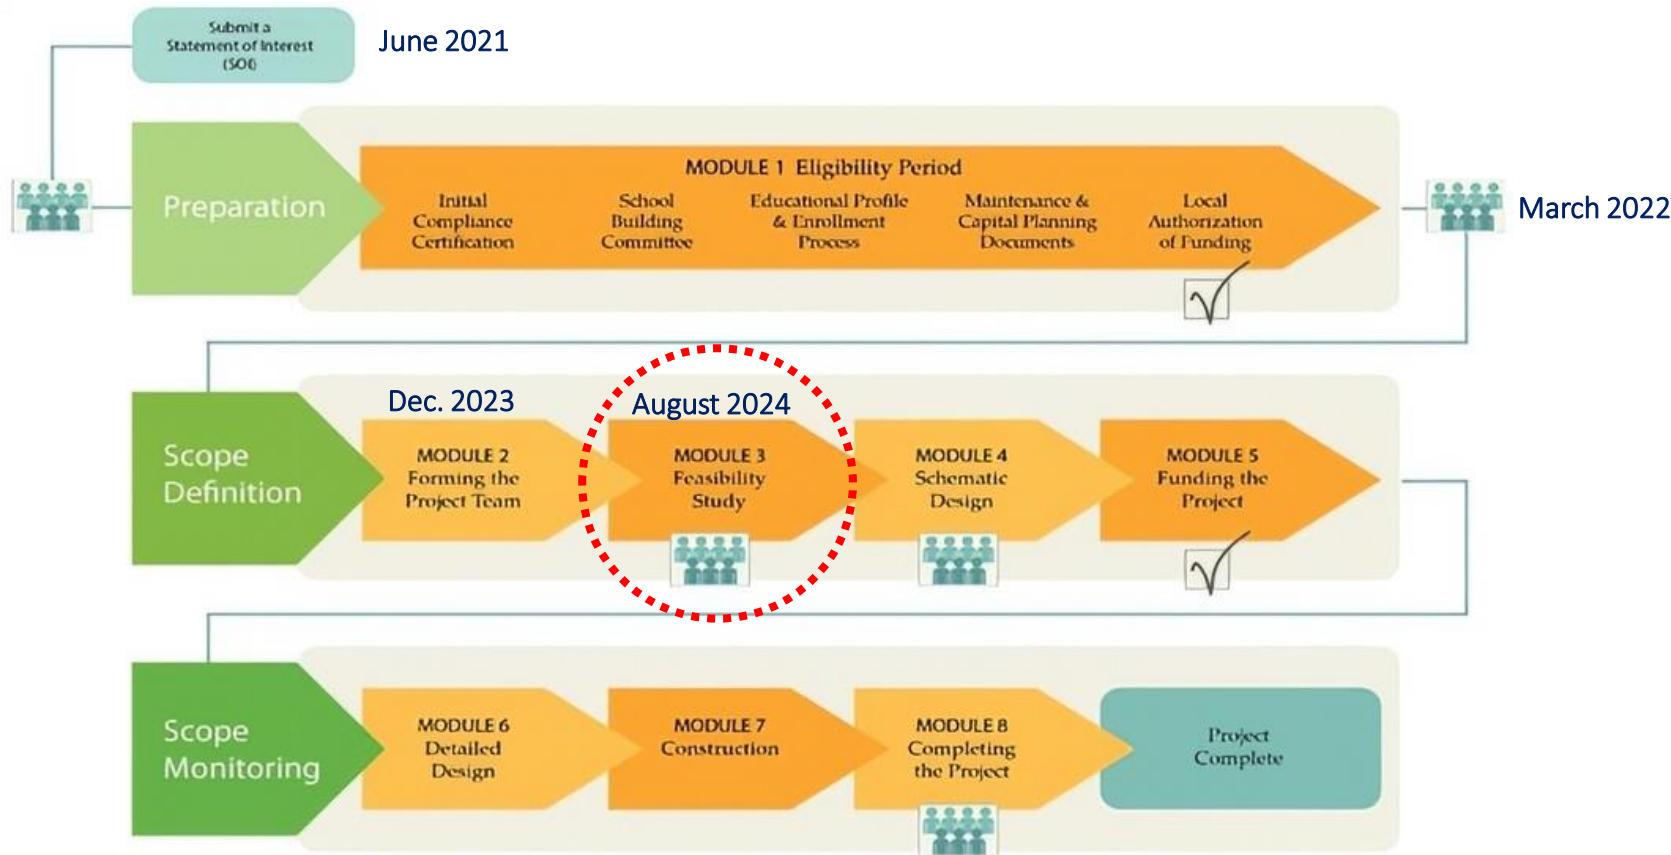 Submit a
Statement of Interest
(SOI)
June 2021
Preparation
MODULE 1 Eligibility Period
Initial
Compliance
Certification
School
Building
Committee
Educational Profile
& Enrollment
Process
Maintenance &
Capital Planning
Documents
Local
Authorization
of Funding
March 2022
Scope
Definition
Dec. 2023
MODULE 2
Forming the
Project Team
August 2024
MODULE 3
Feasibility
Study
MODULE 4
Schematic
Design
MODULE 5
Funding the
Project
Scope
Monitoring
MODULE 6
Detailed
Design
MODULE 7
Construction
MODULE 8
Completing
the Project
Project
Complete